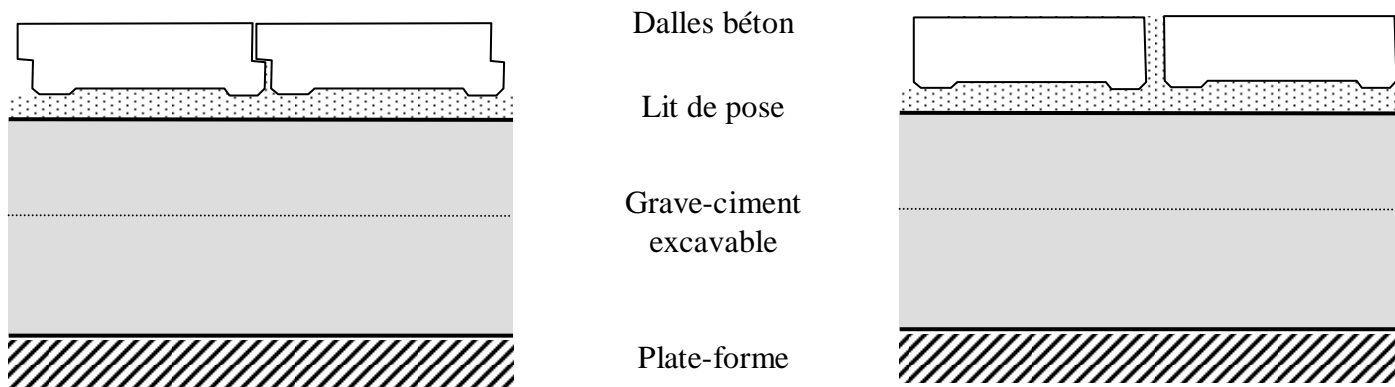 Dalles béton
Lit de pose
Grave-ciment
excavable
Plate-forme